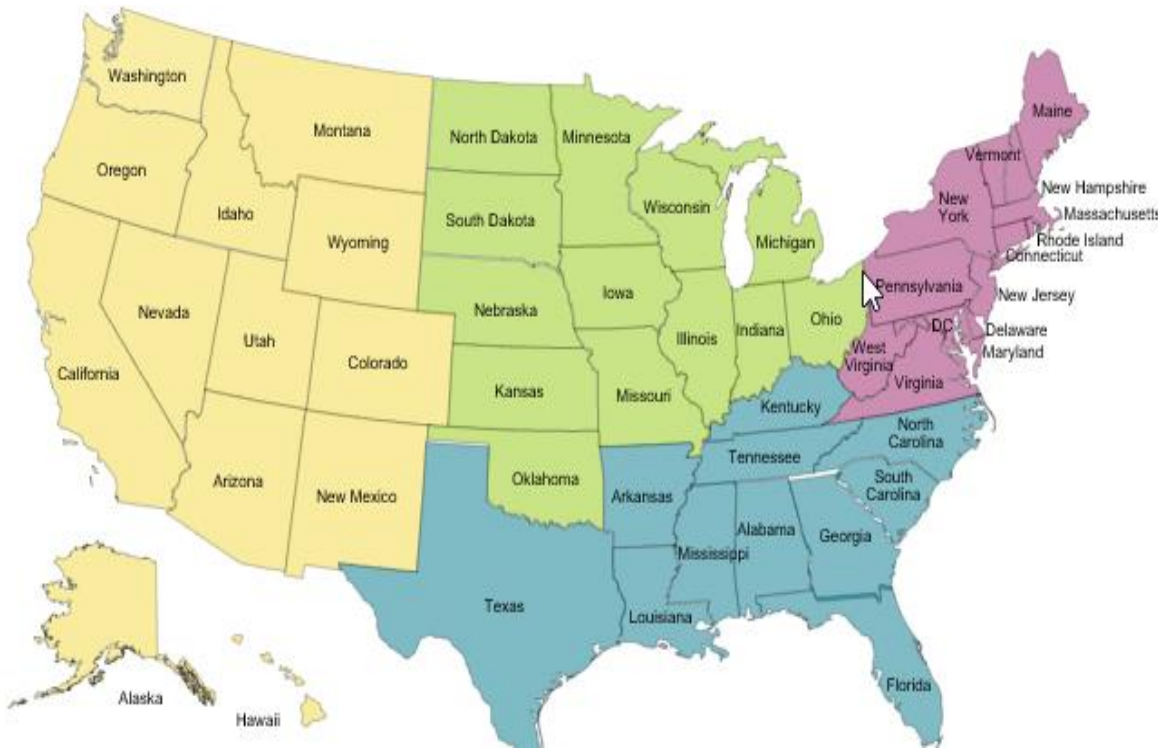 Washington
Montana
North Dakota
Minnesota
Maine
Oregon
Idaho
Wyoming
South Dakota
Wisconsin
Michigan
Vermont
New
York
New Hampshire
Massachusetts
Rhode Island
Connecticut
Nevada
Utah
Colorado
Nebraska
Iowa
Illinois
Indiana
Ohio
Pennsylvania
New Jersey
DC
Delaware
Maryland
California
Kansas
Missouri
West
Virginia
Virginia
Kentucky
Arizona
New Mexico
Oklahoma
Arkansas
Tennessee
North
Carolina
South
Carolina
Texas
Louisiana
Mississippi
Alabama
Georgia
Florida
Alaska
Hawaii